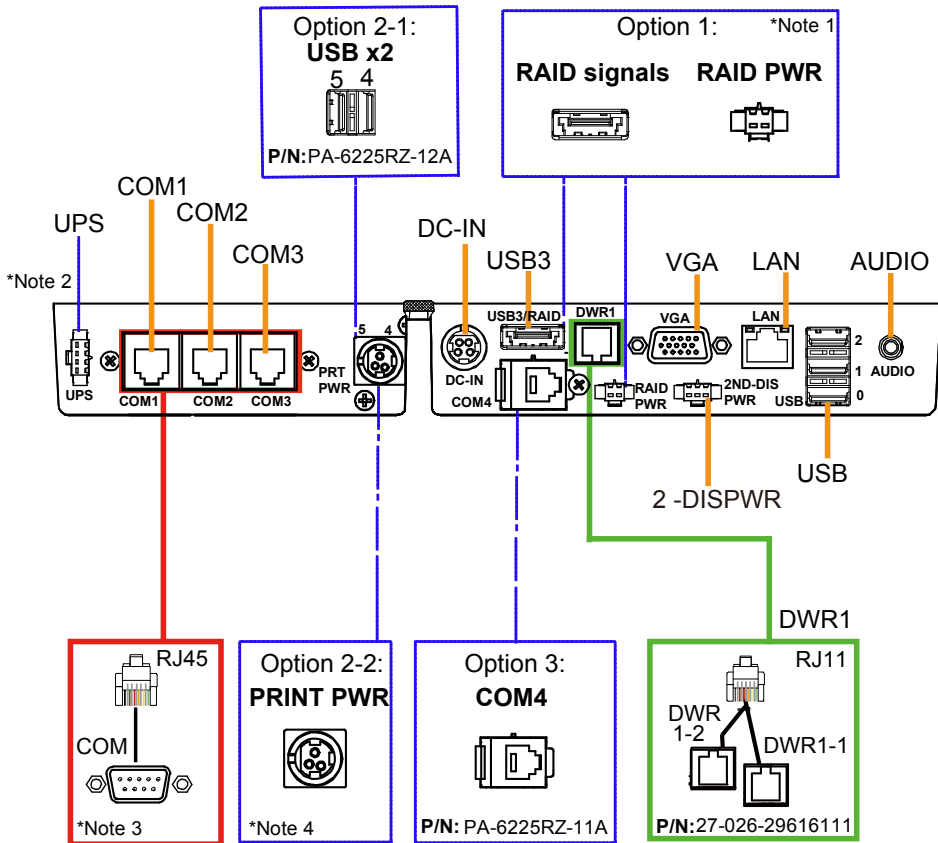 Option 2-1:
USB x2
5 4
P/N:PA-6225RZ-12A
Option 1:
*Note 1
RAID signals
RAID PWR
UPS
*Note 2
COM1
COM2
COM3
DC-IN
USB3
VGA
LAN
AUDIO
UPS
COM1
COM2
COM3
PRT
PWR
5 4
DC-IN
USB3/RAID
COM4
DWR1
RAID
PWR
VGA
2ND-DIS
PWR
LAN
USB
2
1
0
AUDIO
2 -DISPWR
USB
RJ45
COM
*Note 3
Option 2-2:
PRINT PWR
*Note 4
Option 3:
COM4
P/N: PA-6225RZ-11A
DWR1
RJ11
DWR
1-2
DWR1-1
P/N:27-026-29616111